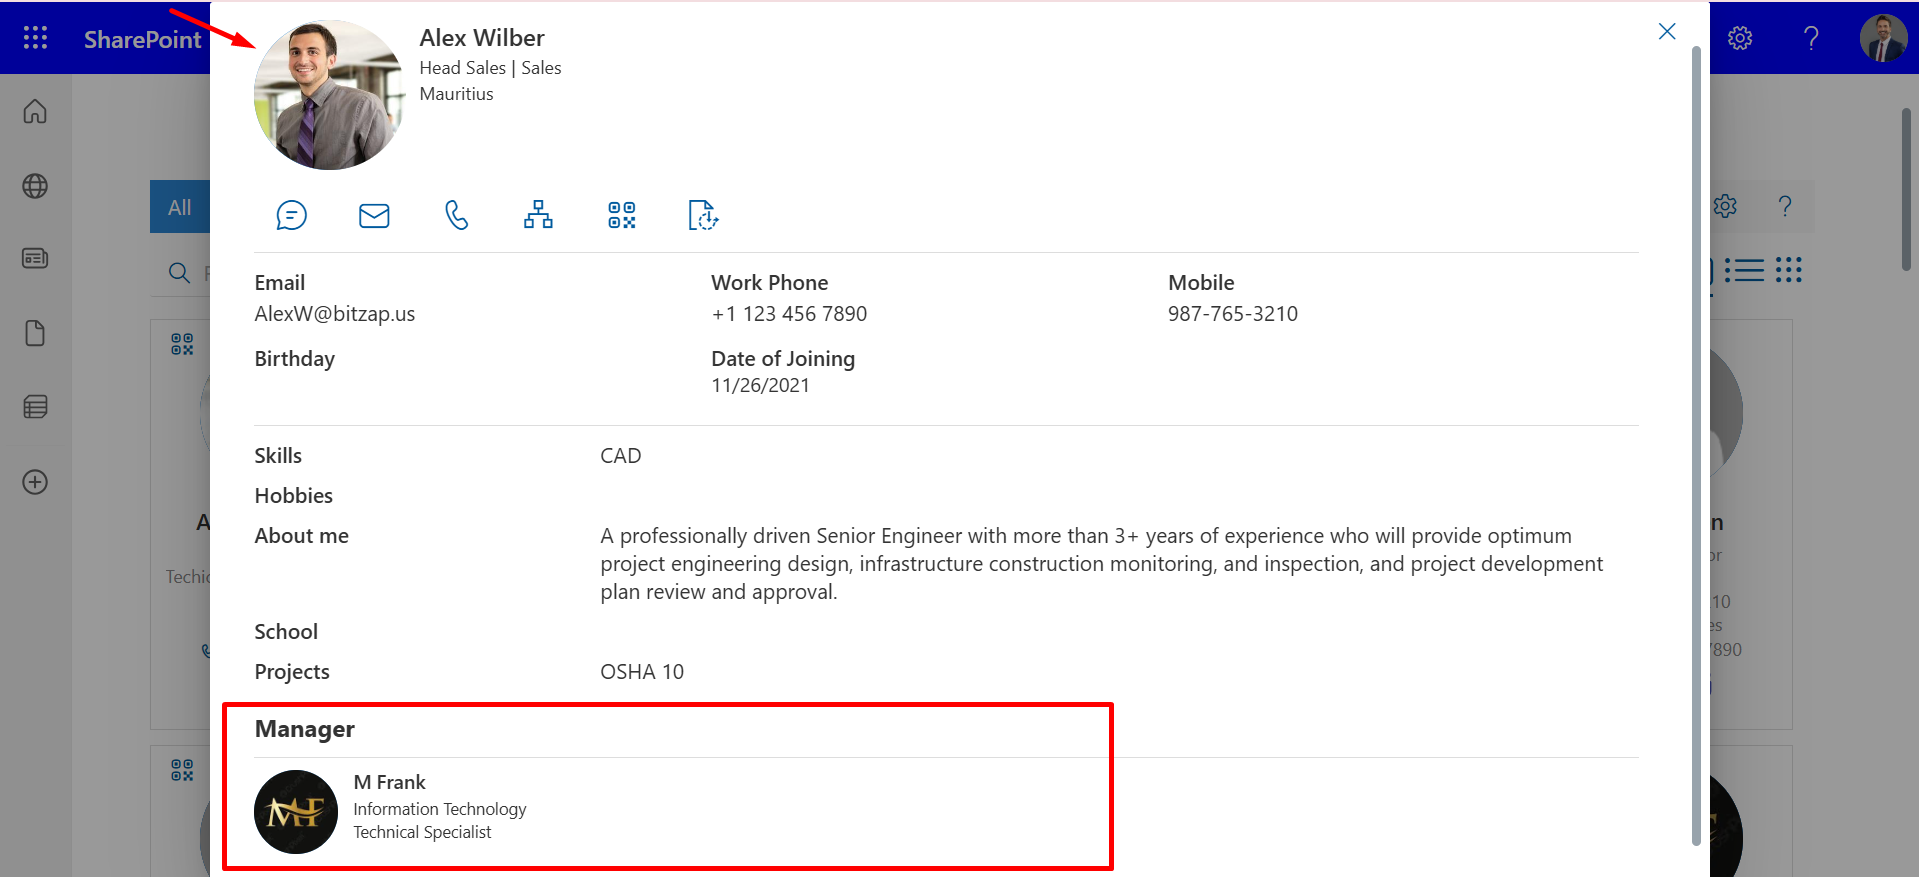 SharePoint
Alex Wilber
Head Sales | Sales
Mauritius
All
Email
AlexW@bitzap.us
Work Phone
+1 123 456 7890
Mobile
987-765-3210
Birthday
Date of Joining
11/26/2021
Skills
CAD
Hobbies
About me
A professionally driven Senior Engineer with more than 3+ years of experience who will provide optimum
project engineering design, infrastructure construction monitoring, and inspection, and project development
plan review and approval.
School
Projects
OSHA 10
Manager
M Frank
Information Technology
Technical Specialist
MF